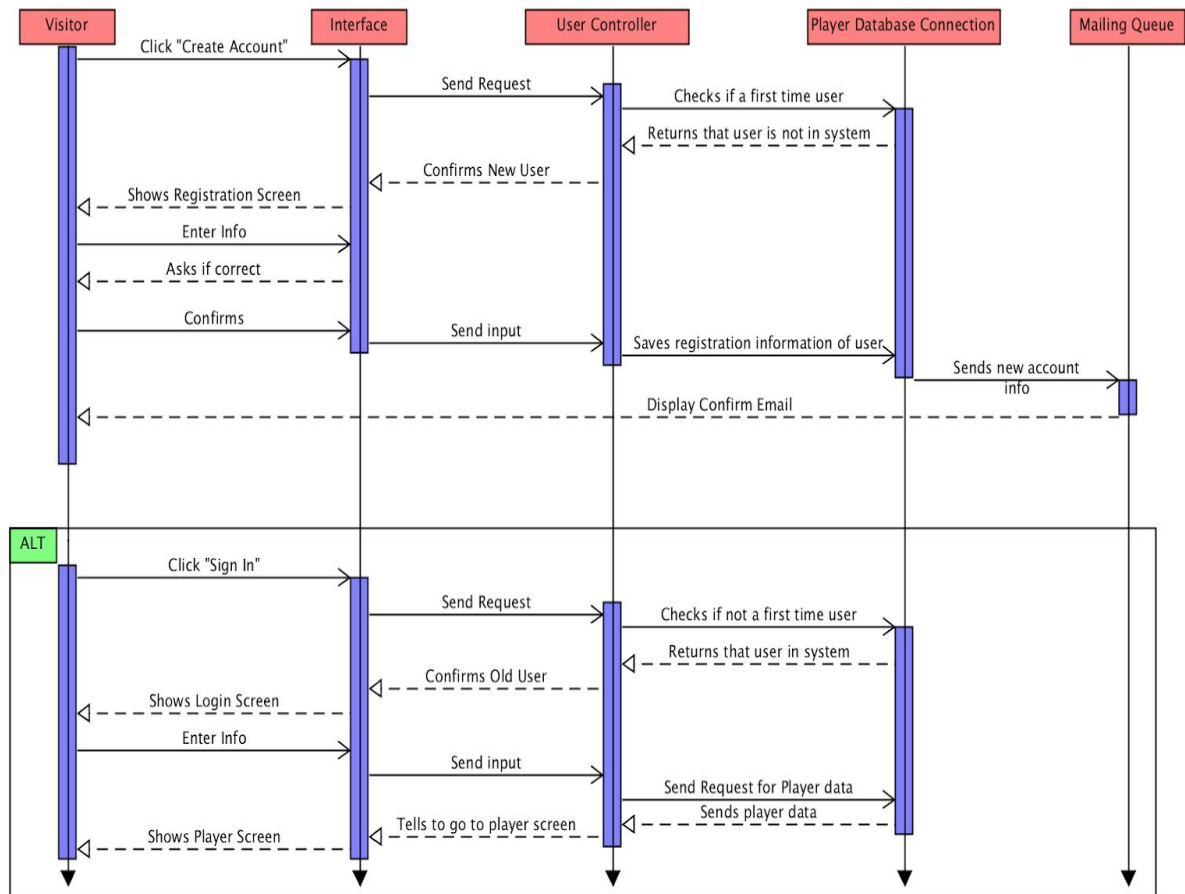 Visitor
Interface
User Controller
Player Database Connection
Mailing Queue
Click "Create Account"
Send Request
Checks if a first time user
Returns that user is not in system
Confirms New User
Shows Registration Screen
Enter Info
Asks if correct
Confirms
Send input
Saves registration information of user
Sends new account
info
Display Confirm Email
ALT
Click "Sign In"
Send Request
Checks if not a first time user
Returns that user in system
Confirms Old User
Shows Login Screen
Enter Info
Send input
Send Request for Player data
Sends player data
Tells to go to player screen
Shows Player Screen